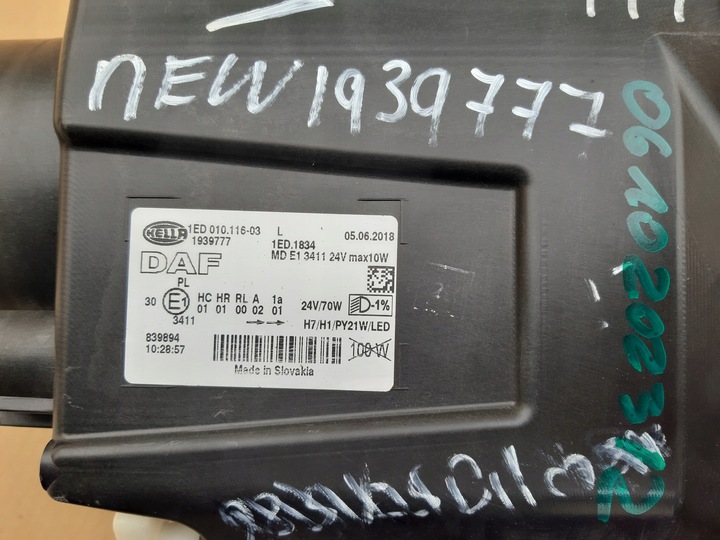 NEW 1939777
06102023
HELLA 1ED 010.116-03 L 05.06.2018
1939777 1ED.1834
DAF MD E1 3411 24V max10W
PL
30 E1 HC HR RL A 1a 24V/70W D-1%
01 01 00 02 01
3411 H7/H1/PY21W/LED
839894
10:28:57 100 W
Made in Slovakia